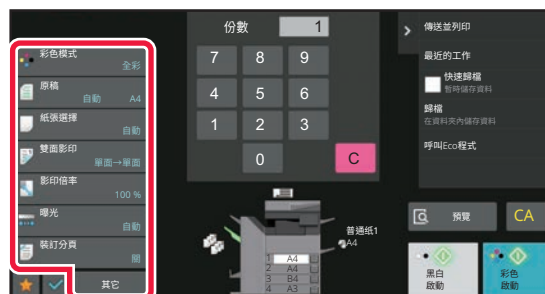 彩色模式
全彩
原稿
自動 A4
紙張選擇
自動
雙面影印
單面→單面
影印倍率
100 %
曝光
自動
裝訂分頁
關
其它
份數 1
7 8 9
4 5 6
1 2 3
0 C
普通紙1
A4
1 A4
2 A4
3 B4
4 A3
傳送並列印
最近的工作
快速歸檔
暫時儲存資料
歸檔
在資料夾內儲存資料
呼叫Eco程式
預覽 CA
黑白
啟動
彩色
啟動